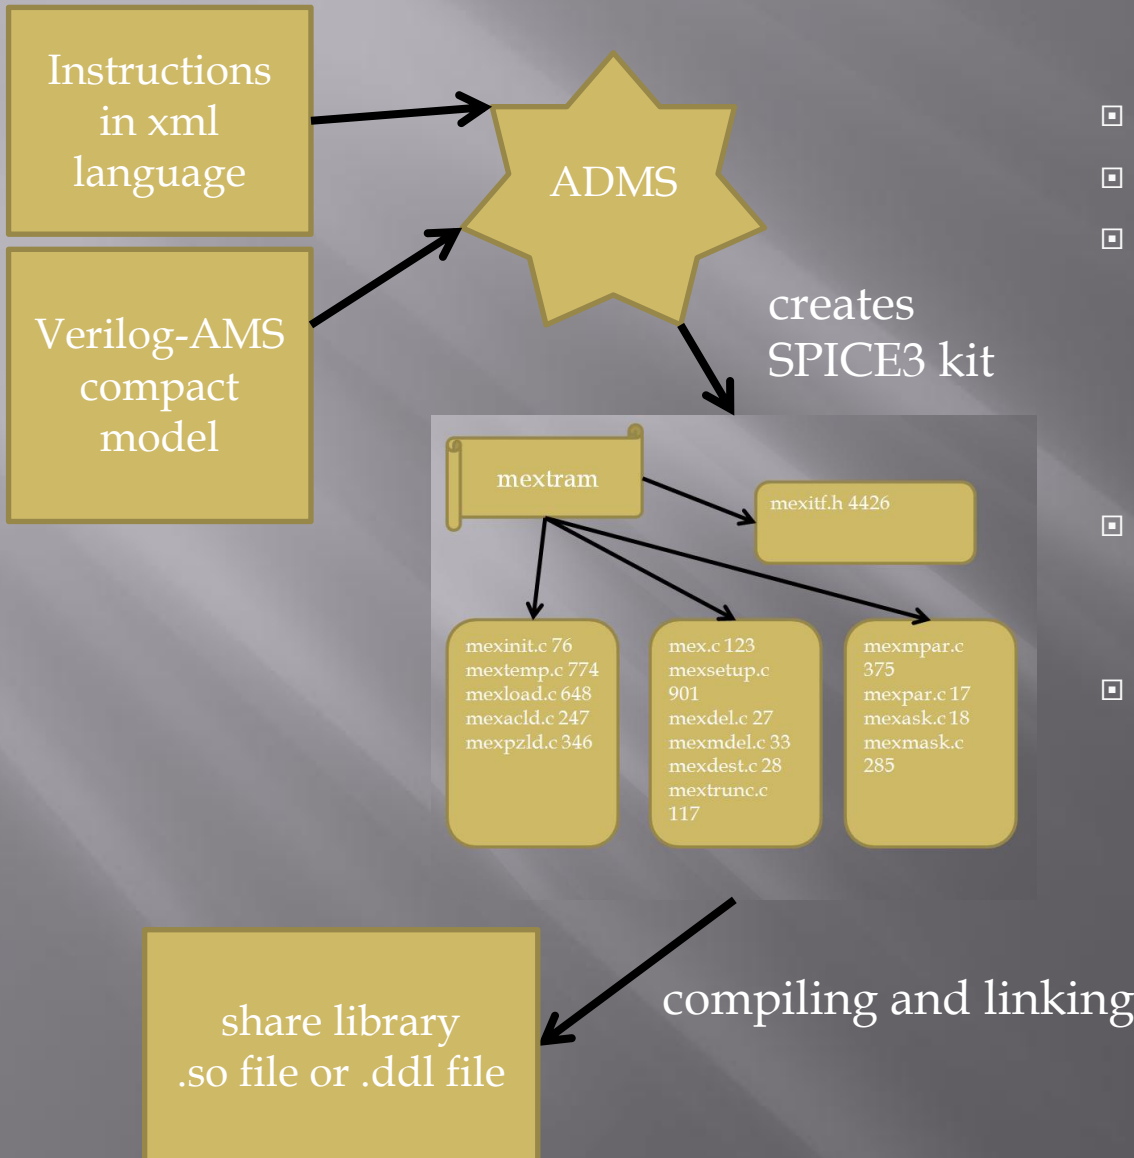 Instructions
in xml
language
ADMS
Verilog-AMS
compact
model
creates
SPICE3 kit
mextram
mexitf.h 4426
mexinit.c 76
mextemp.c 774
mexload.c 648
mexacld.c 247
mexpzld.c 346
mex.c 123
mexsetup.c
901
mexdel.c 27
mexmdel.c 33
mexdest.c 28
mextrunc.c
117
mexmpar.c
375
mexpar.c 17
mexask.c 18
mexmask.c
285
compiling and linking
share library
.so file or .ddl file